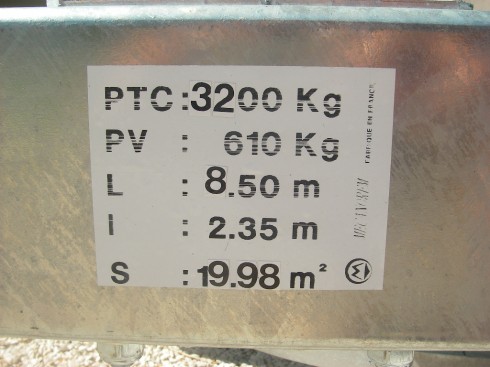 PTC : 3200 Kg
PV : 610 Kg
L : 8.50 m
l : 2.35 m
S : 19.98 m²
FABRIQUE EN FRANCE